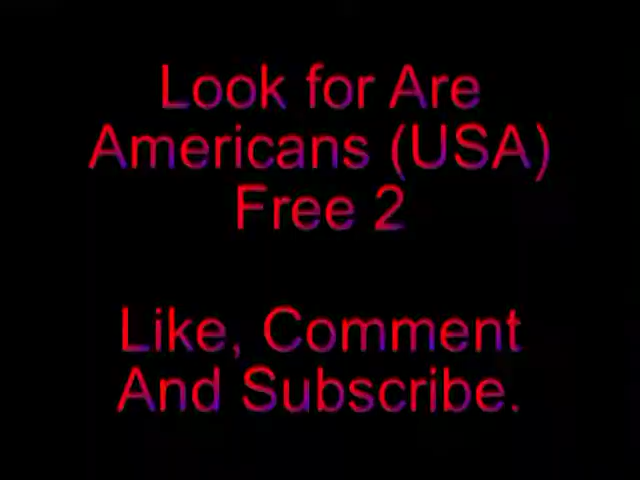 Look for Are
Americans (USA)
Free 2
Like, Comment
And Subscribe.